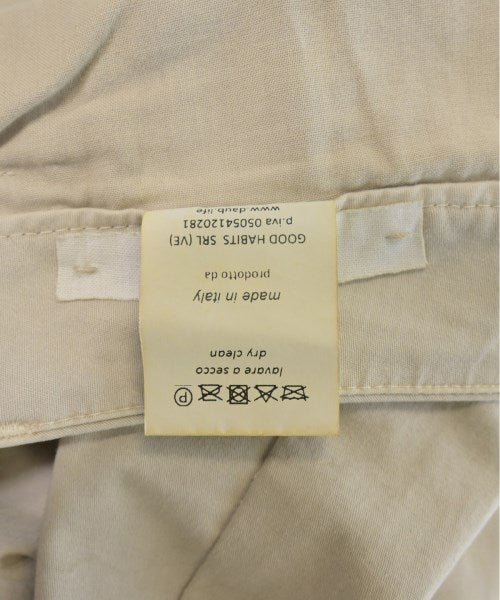 lavare a secco
dry clean
made in italy
prodotto da
GOOD HABITS SRL (VE)
p.iva 05054120281
www.daub.life